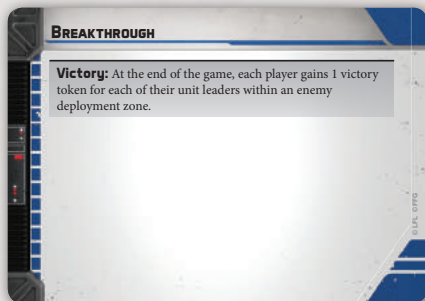 BREAKTHROUGH
Victory: At the end of the game, each player gains 1 victory
token for each of their unit leaders within an enemy
deployment zone.
© LFL © FFG